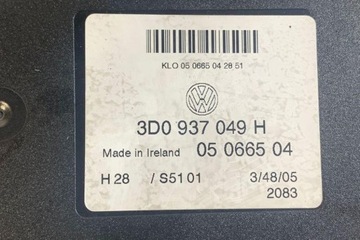 KLO 05 0665 04 28 51
3D0 937 049 H
Made in Ireland 05 0665 04
H 28 / S51 01 3/48/05
2083